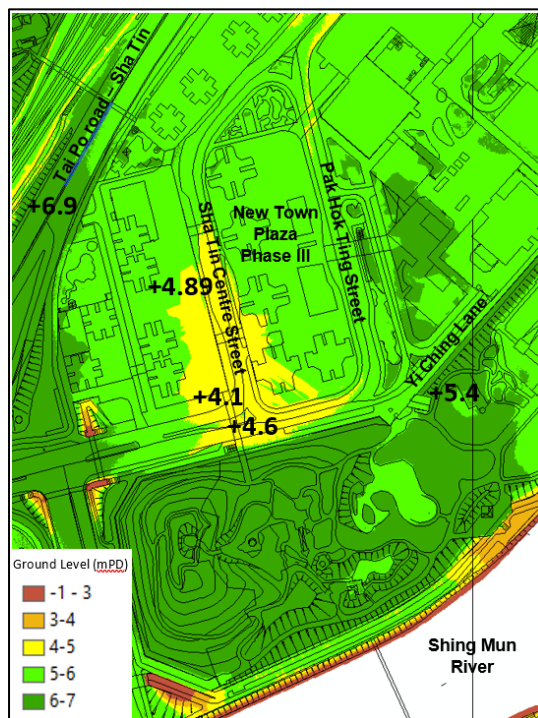 Tai Po road – Sha Tin
+6.9
Sha Tin Centre Street
New Town
Plaza
Phase III
Pak Hok Ting Street
+4.89
Yi Ching Lane
+5.4
+4.1
+4.6
Ground Level (mPD)
-1 - 3
3-4
4-5
5-6
6-7
Shing Mun
River